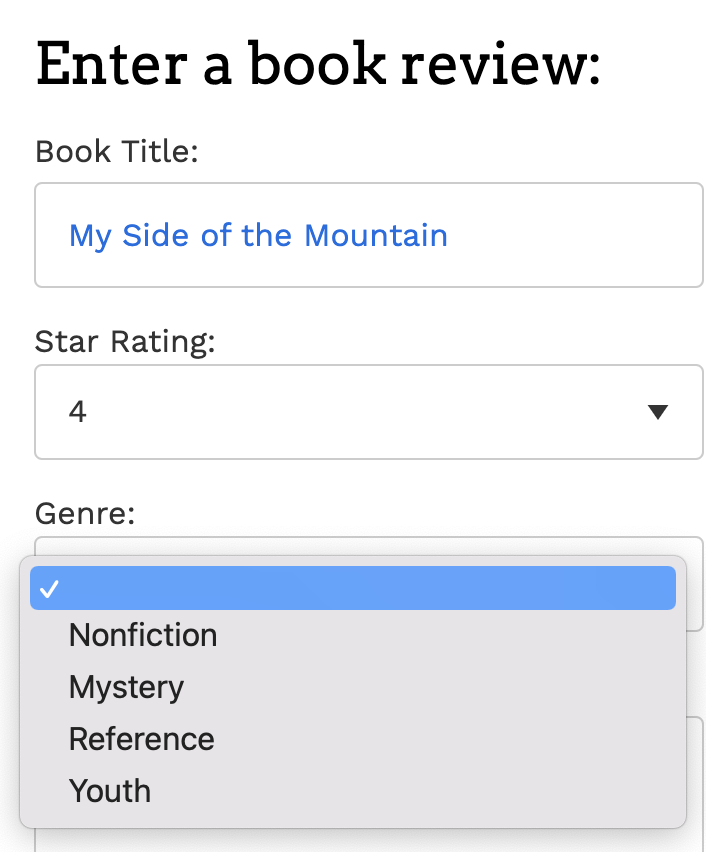 Enter a book review:
Book Title:
My Side of the Mountain
Star Rating:
4
Genre:
Nonfiction
Mystery
Reference
Youth